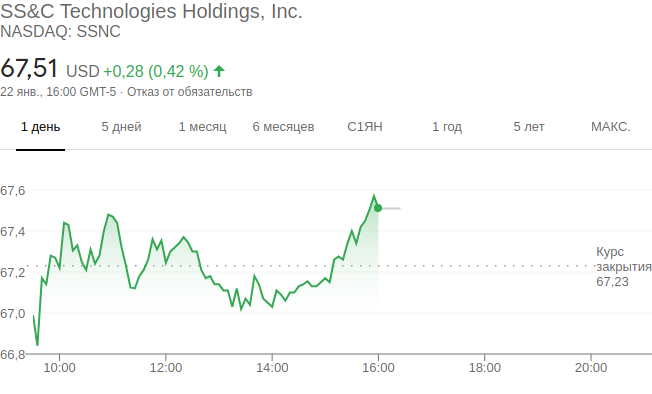 SS&C Technologies Holdings, Inc.
NASDAQ: SSNC
67,51 USD +0,28 (0,42 %)
22 янв., 16:00 GMT-5 · Отказ от обязательств
1 день 5 дней 1 месяц 6 месяцев С1ЯН 1 год 5 лет МАКС.
67,6
67,4
67,2
67,0
66,8
Курс
закрытия
67,23
10:00 12:00 14:00 16:00 18:00 20:00